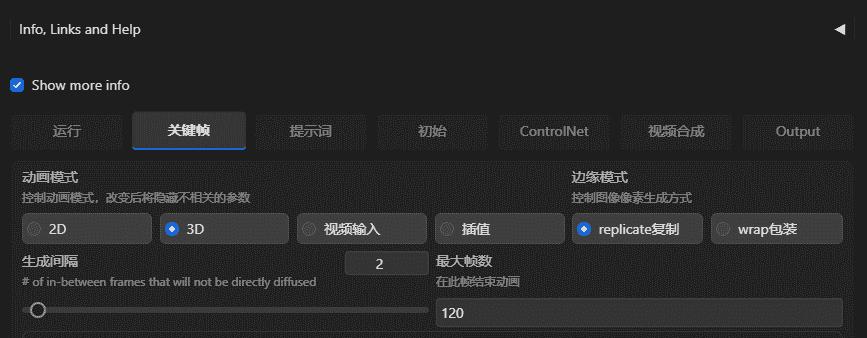 Info, Links and Help
Show more info
运行 关键帧 提示词 初始 ControlNet 视频合成 Output
动画模式 边缘模式
控制动画模式，改变后将隐藏不相关的参数 控制图像像素生成方式
2D 3D 视频输入 插值 replicate复制 wrap包装
生成间隔 2 最大帧数
# of in-between frames that will not be directly diffused 在此帧结束动画
120